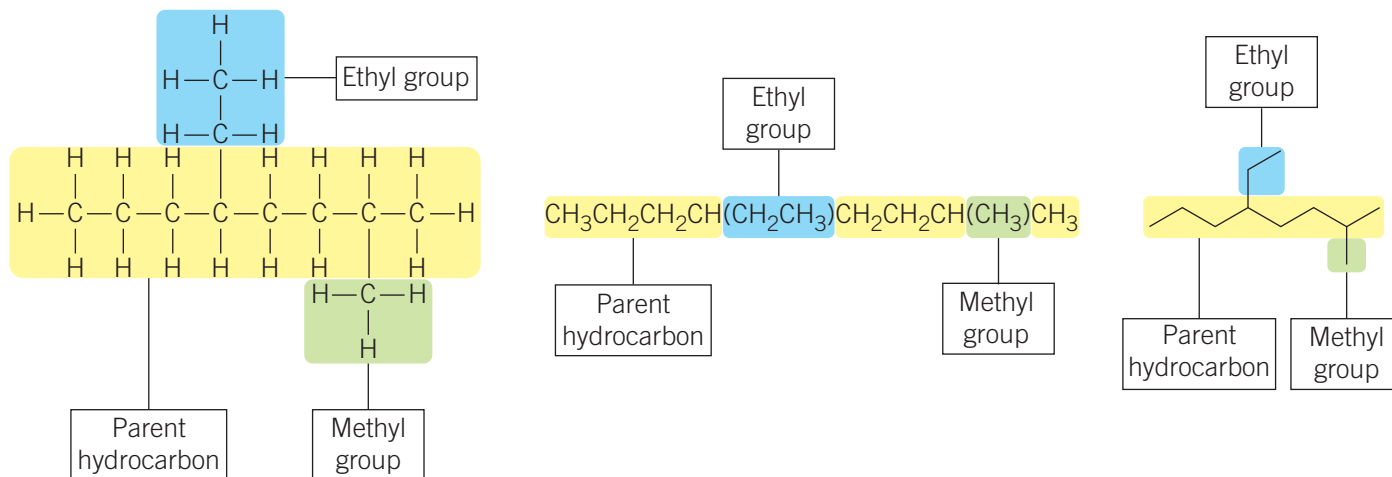 H
H—C—H
H—C—H
Ethyl group
H H H H H H H
H—C—C—C—C—C—C—C—C—H
H H H H H H H
H—C—H
H
Parent
hydrocarbon
Methyl
group
Ethyl
group
CH₃CH₂CH₂CH(CH₂CH₃)CH₂CH₂CH(CH₃)CH₃
Parent
hydrocarbon
Methyl
group
Ethyl
group
Parent
hydrocarbon
Methyl
group